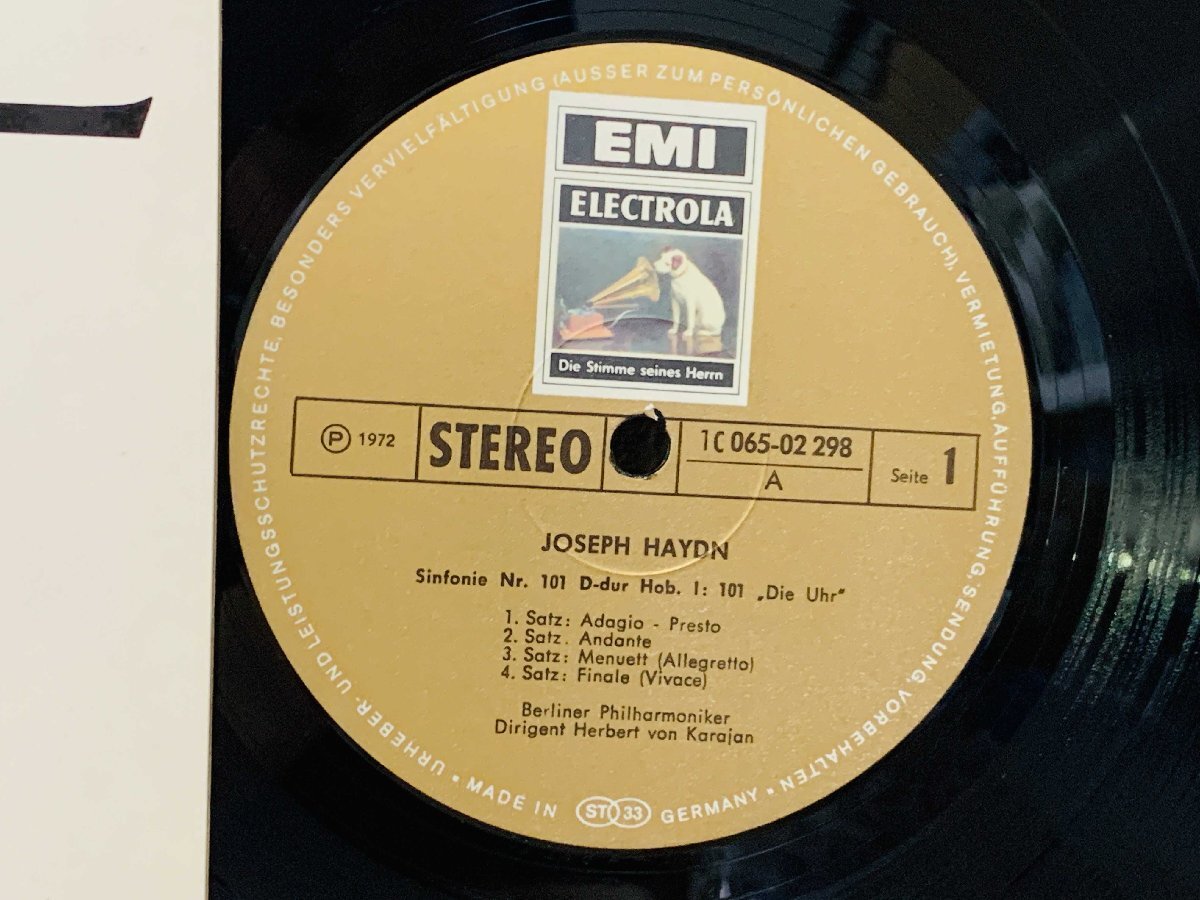 EMI
ELECTROLA
Die Stimme seines Herrn
Ⓟ 1972
STEREO
1C 065-02 298
A
Seite 1
JOSEPH HAYDN
Sinfonie Nr. 101 D-dur Hob. I: 101 „Die Uhr"
1. Satz: Adagio - Presto
2. Satz. Andante
3. Satz: Menuett (Allegretto)
4. Satz: Finale (Vivace)
Berliner Philharmoniker
Dirigent Herbert von Karajan
URHEBER- UND LEISTUNGSSCHUTZRECHTE, BESONDERS VERVIELFÄLTIGUNG (AUSSER ZUM PERSÖNLICHEN GEBRAUCH), VERMIETUNG, AUFFÜHRUNG, SENDUNG, VORBEHALTEN •
• MADE IN ST 33 GERMANY